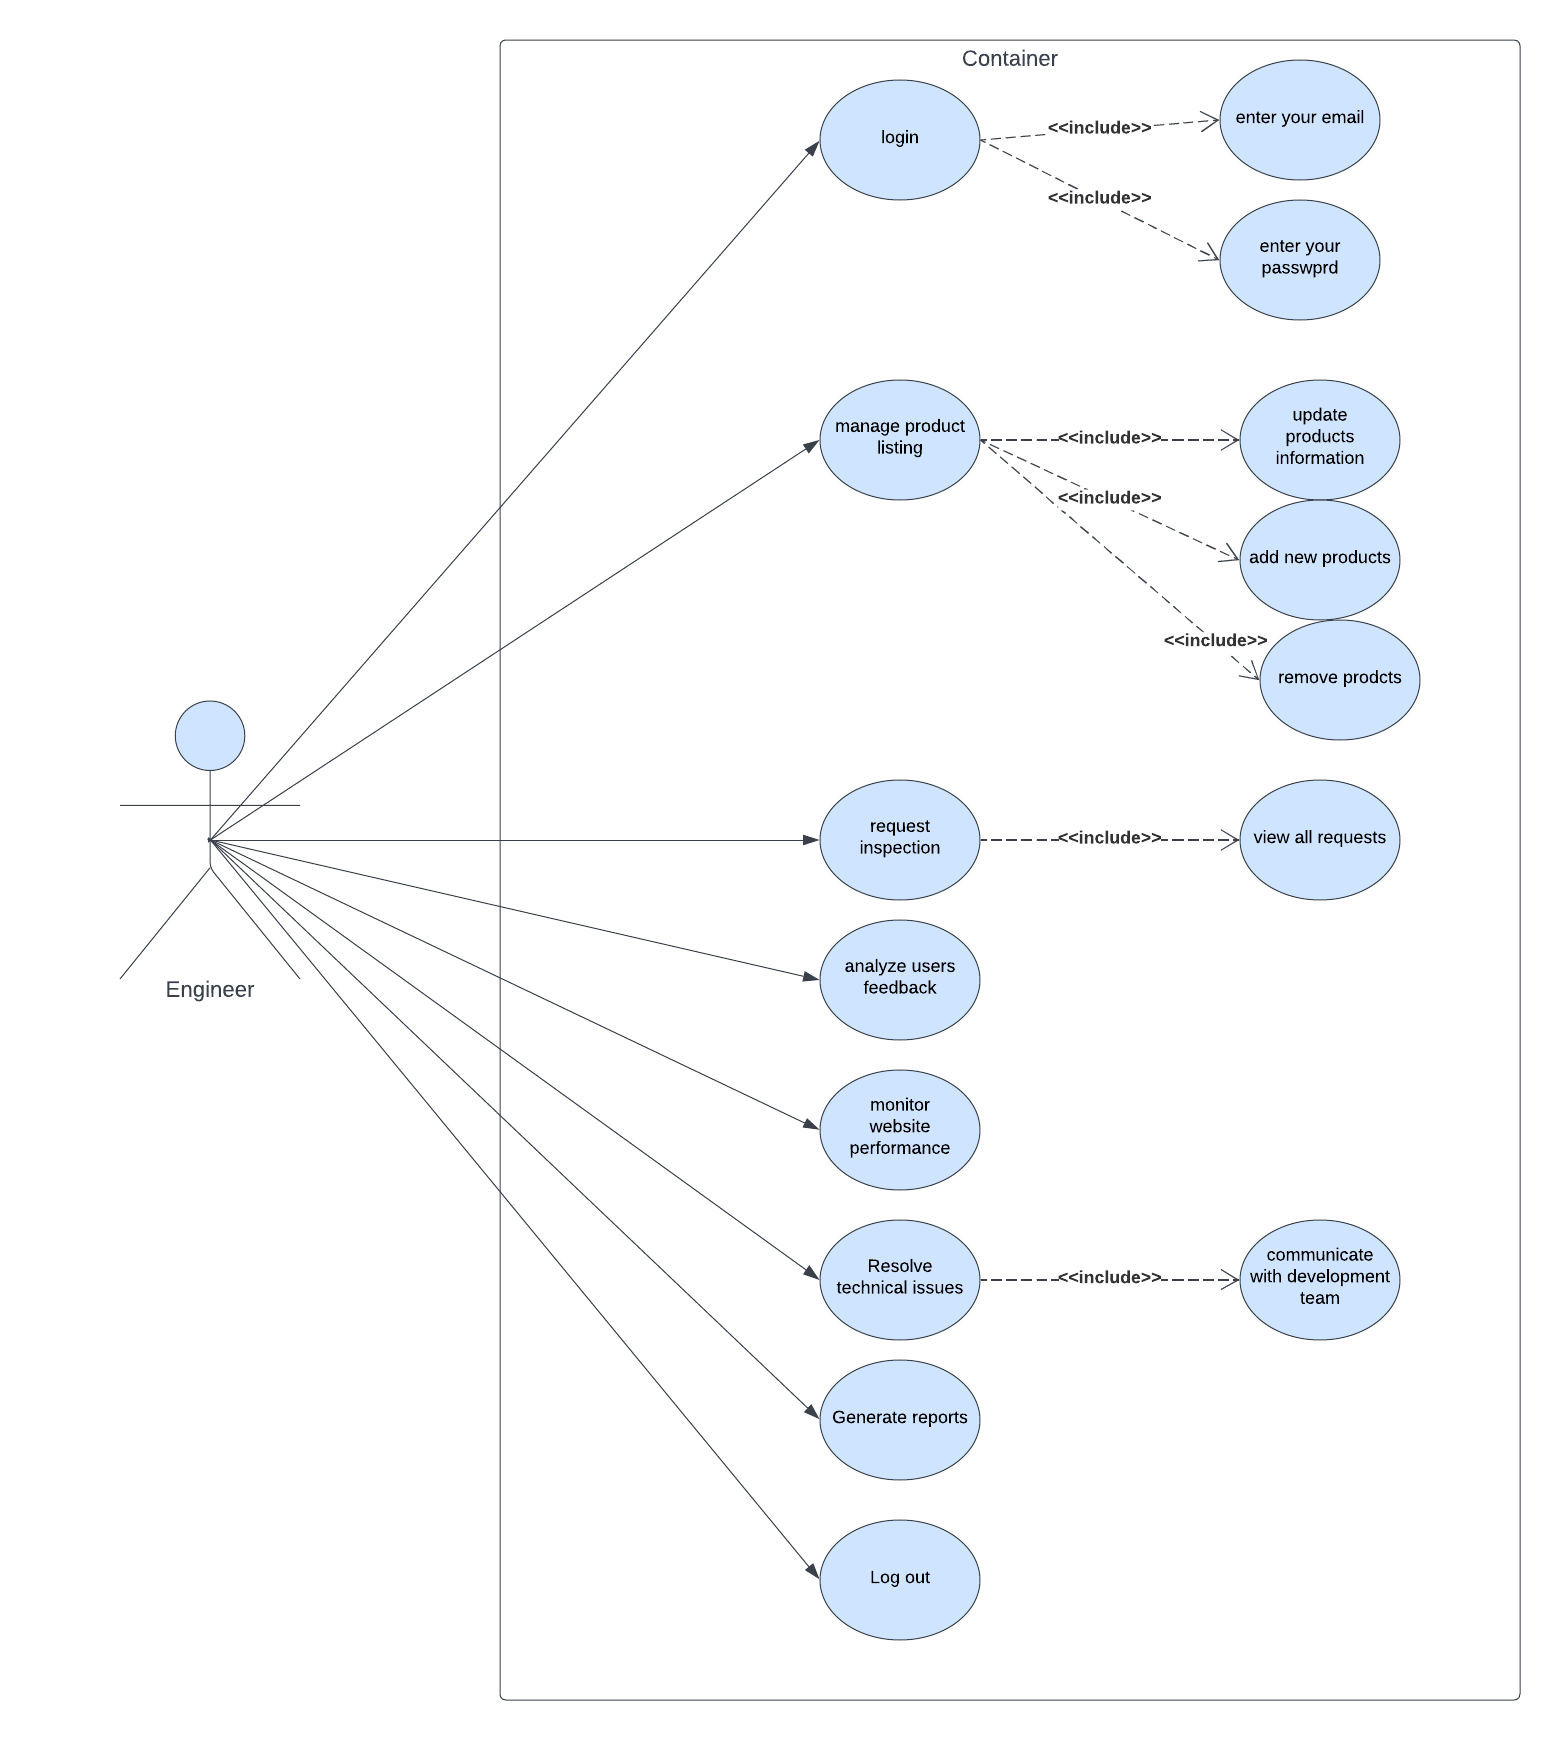 Container
login
<<include>>
enter your email
<<include>>
enter your
passwprd
manage product
listing
<<include>>
update
products
information
<<include>>
add new products
<<include>>
remove prodcts
request
inspection
<<include>>
view all requests
analyze users
feedback
Engineer
monitor
website
performance
Resolve
technical issues
<<include>>
communicate
with development
team
Generate reports
Log out